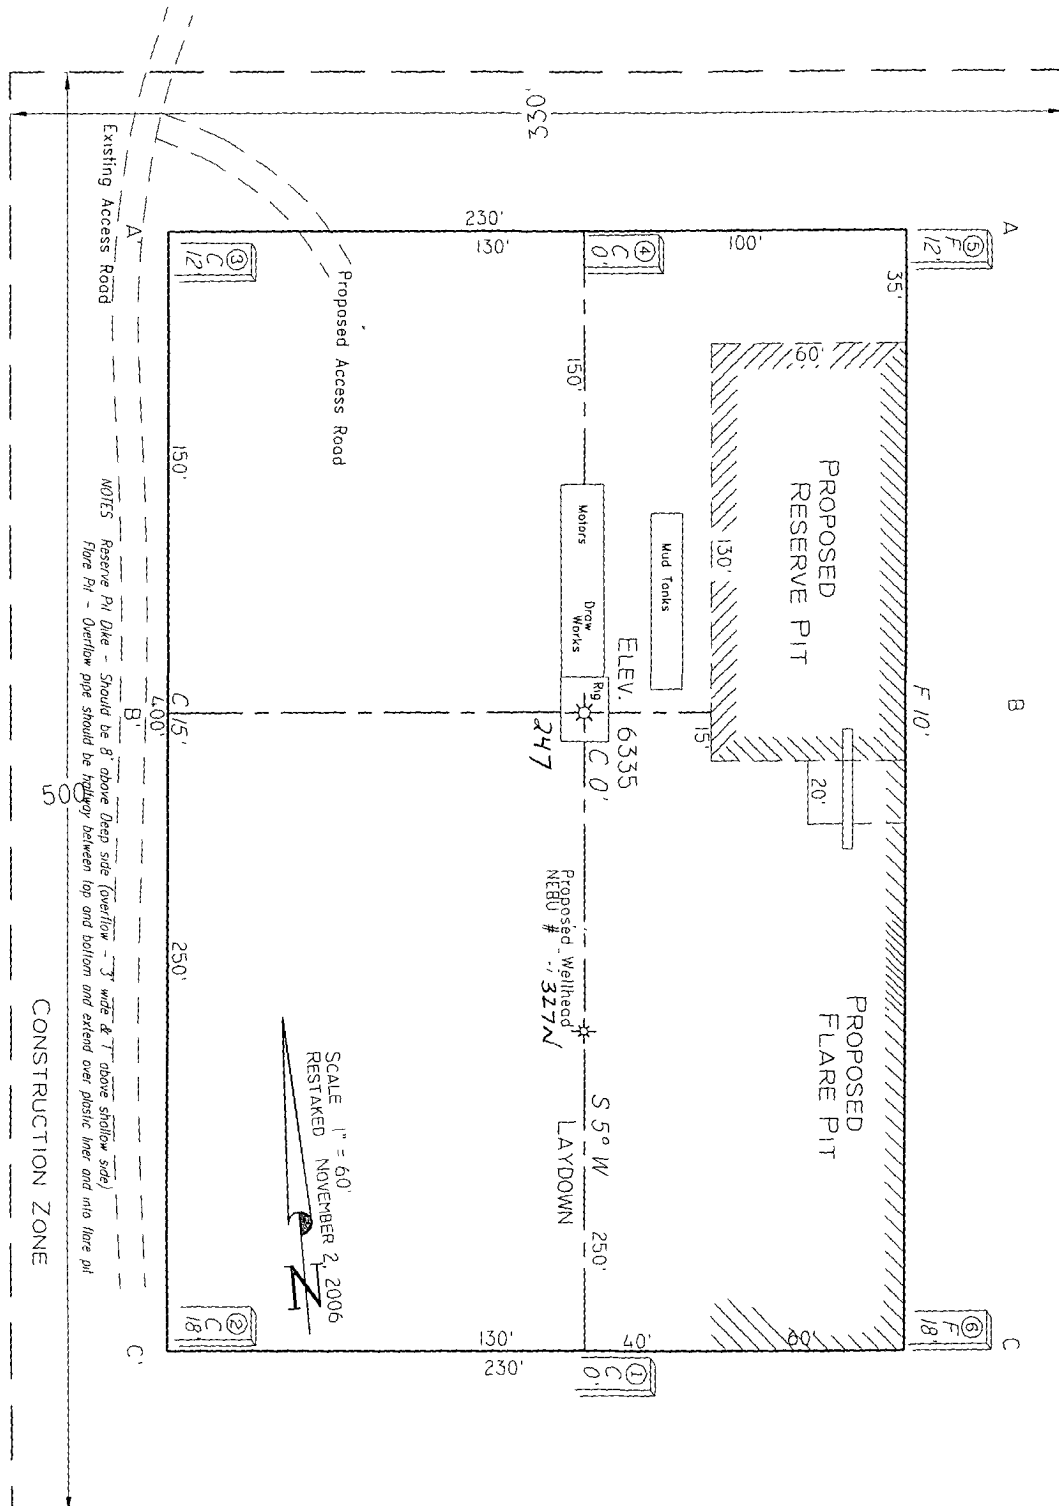 A
B
C
⑤
F
12'
F 10'
⑥
F
18'
35'
60'
PROPOSED
RESERVE PIT
130'
15'
20'
PROPOSED
FLARE PIT
60'
100'
40'
④
C
0'
①
C
0'
Mud Tanks
ELEV. 6335
C 0'
150'
Motors
Draw
Works
Rig
247
Proposed Wellhead
NEBU # 327N
S 5° W
LAYDOWN
250'
230'
130'
130'
230'
330'
Proposed Access Road
SCALE 1" = 60'
RESTAKED NOVEMBER 2, 2006
N
③
C
12'
150'
C 15'
400'
250'
②
C
18'
A'
B'
C'
Existing Access Road
NOTES Reserve Pit Dike - Should be 8' above Deep side (overflow - 3' wide & 1' above shallow side)
Flare Pit - Overflow pipe should be halfway between top and bottom and extend over plastic liner and into flare pit
500'
CONSTRUCTION ZONE